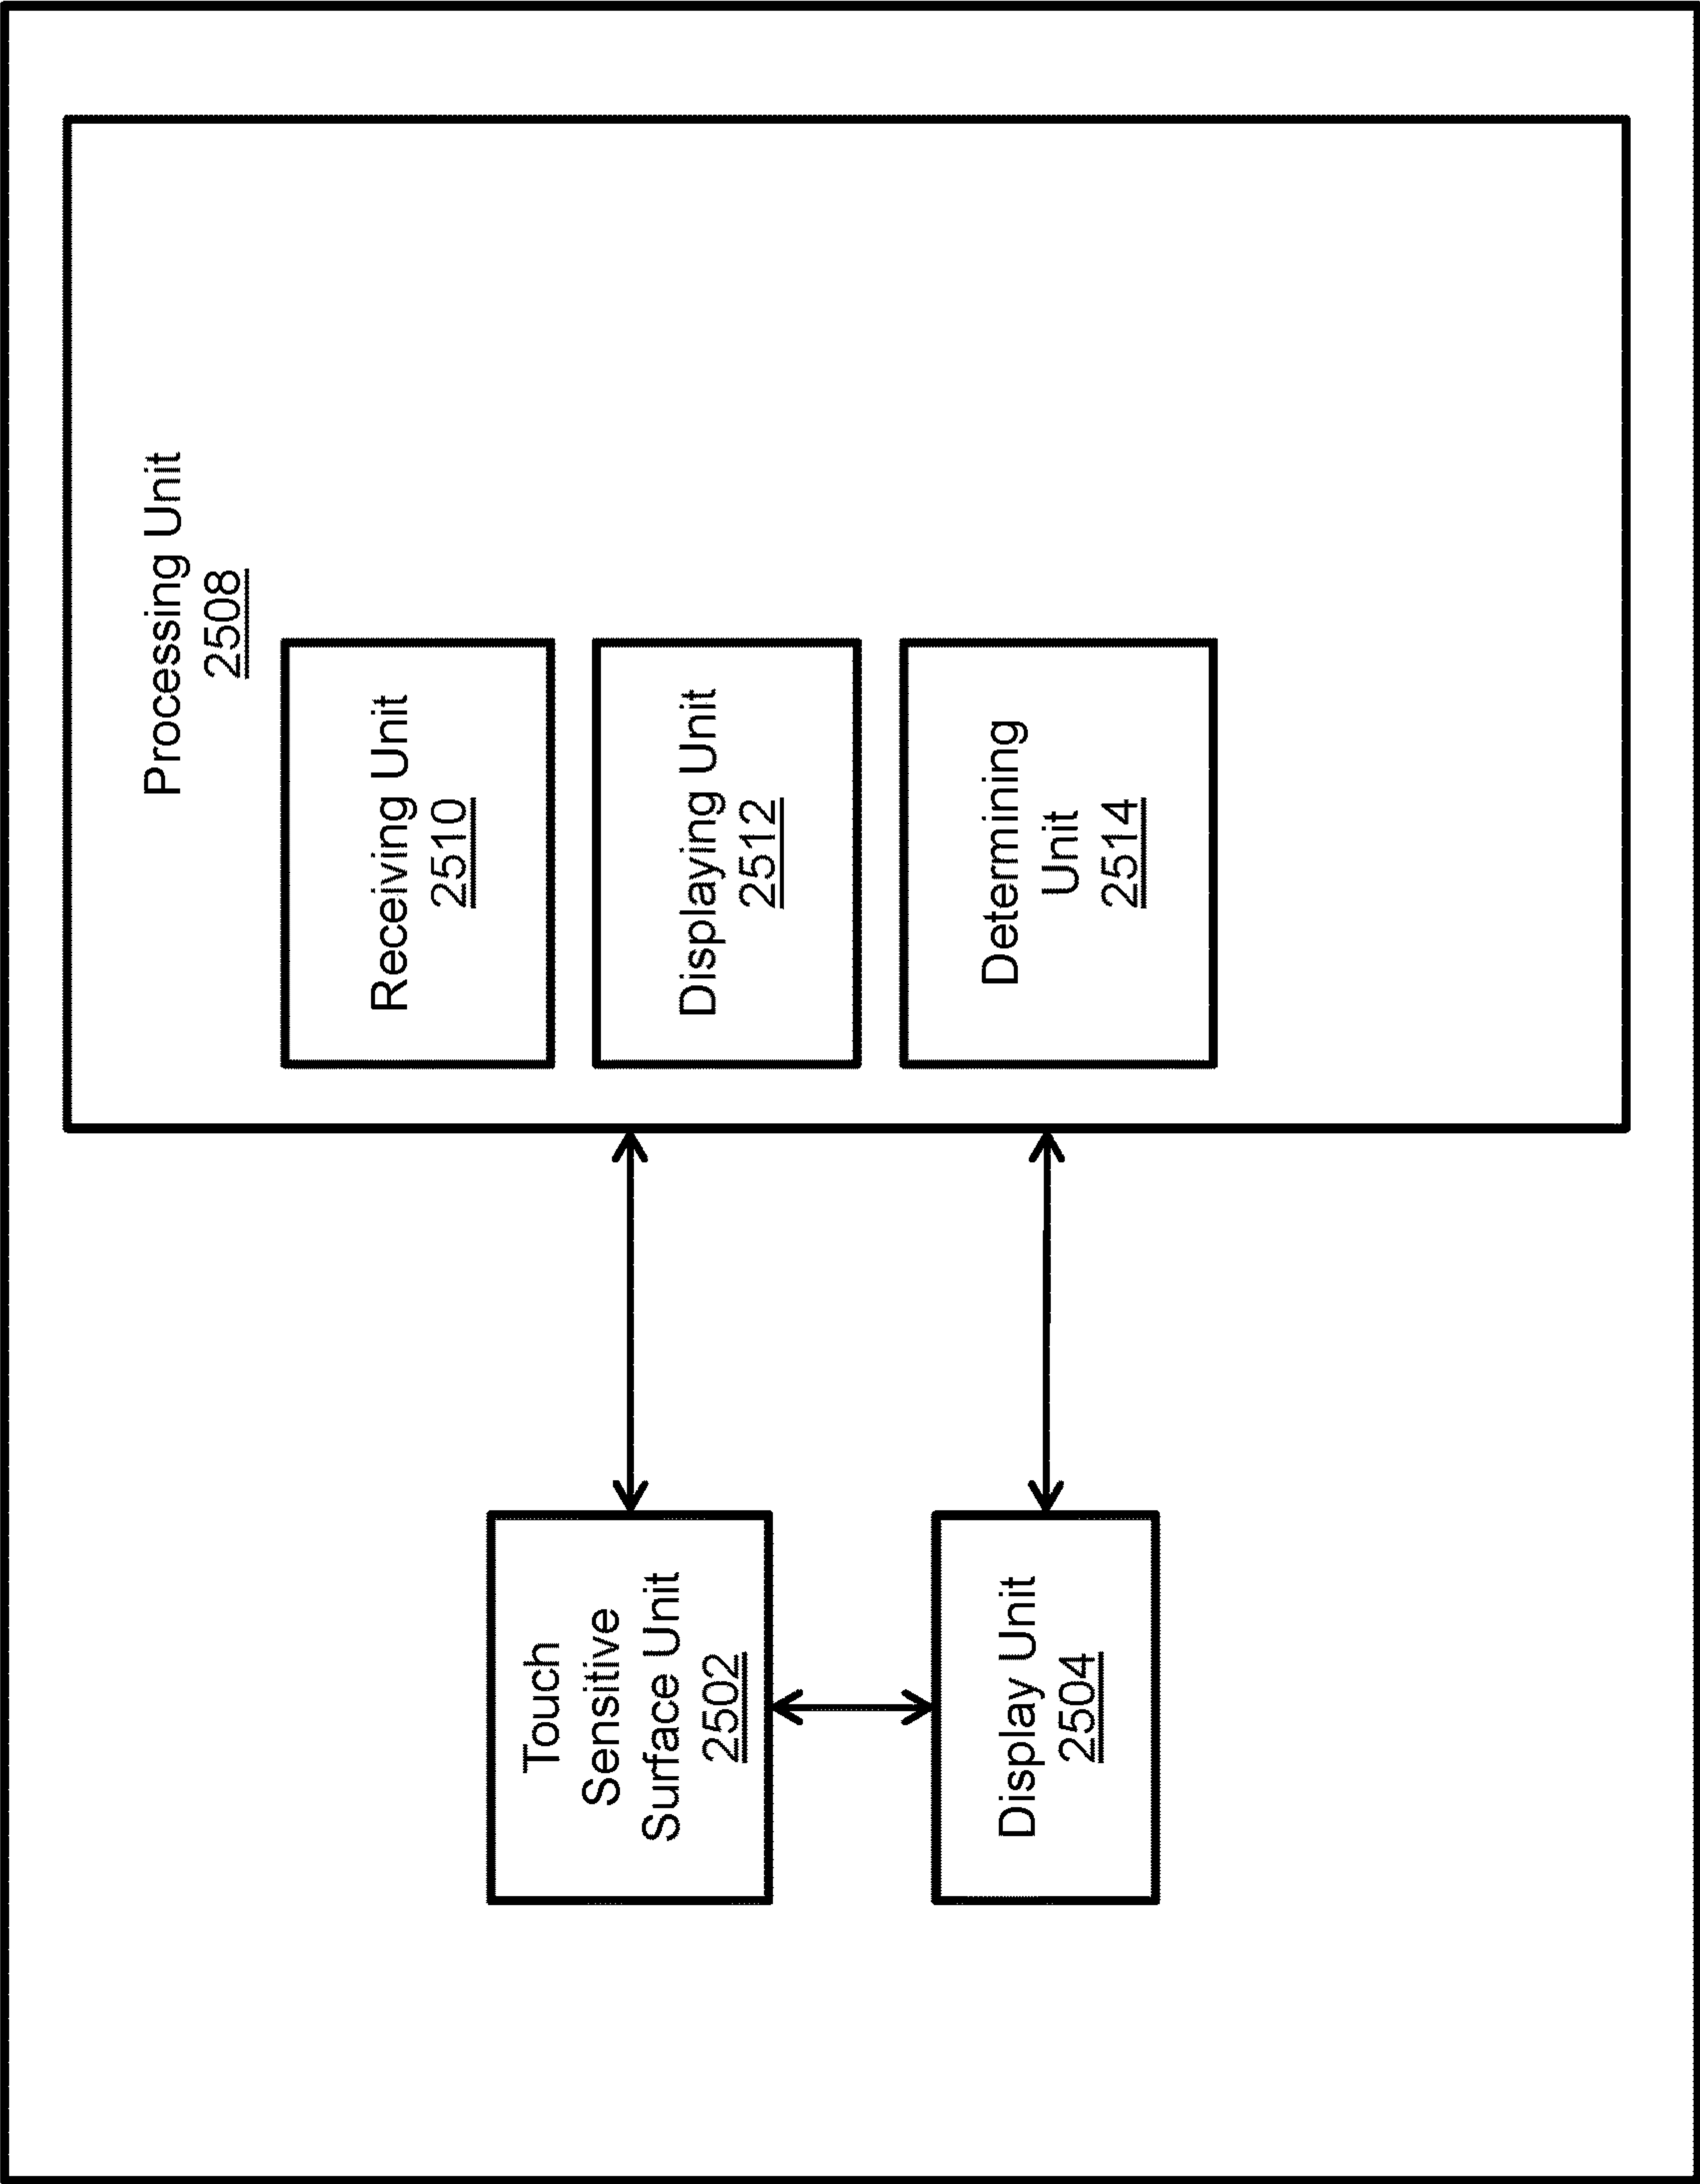 Touch
Sensitive
Surface Unit
2502
Display Unit
2504
Processing Unit
2508
Receiving Unit
2510
Displaying Unit
2512
Determining
Unit
2514